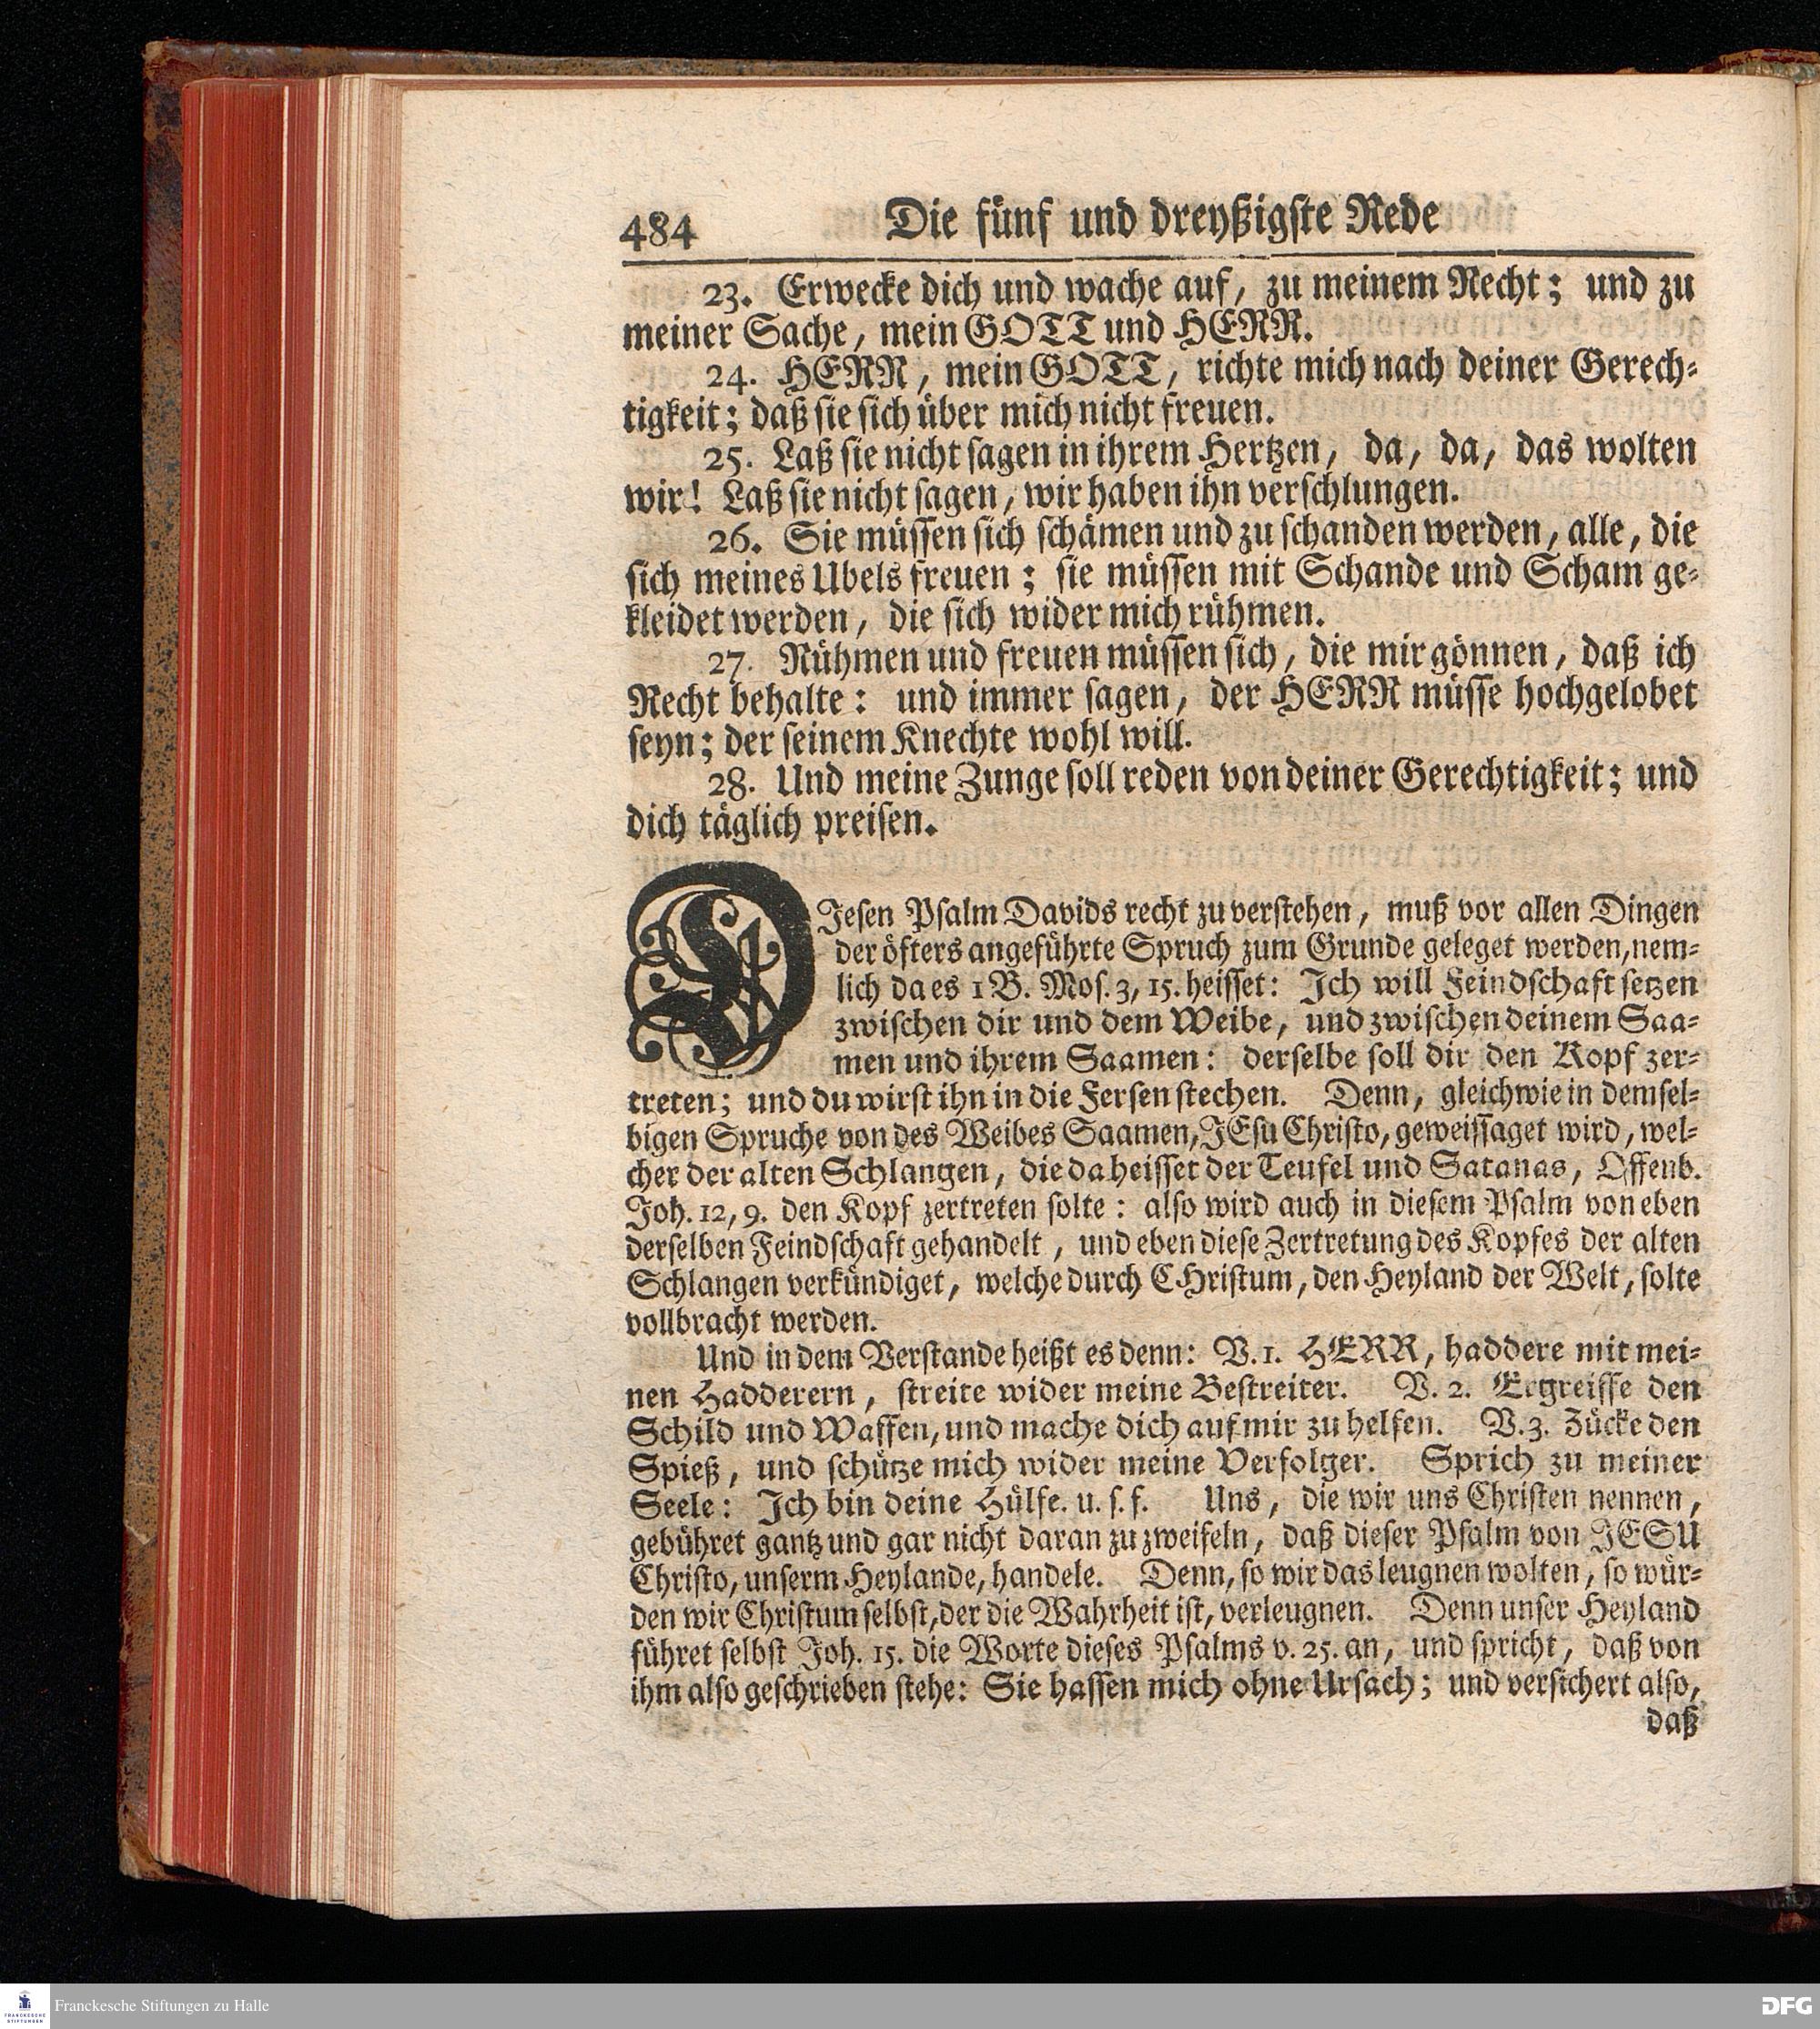 484
Die fünf und dreyßigste Rede
23. Erwecke dich und wache auf, zu meinem Recht; und zu
meiner Sache, mein GOTT und HERR.
24. HERR, mein GOTT, richte mich nach deiner Gerech-
tigkeit; daß sie sich über mich nicht freuen.
25. Laß sie nicht sagen in ihrem Hertzen, da, da, das wolten
wir! Laß sie nicht sagen, wir haben ihn verschlungen.
26. Sie müssen sich schämen und zu schanden werden, alle, die
sich meines Ubels freuen; sie müssen mit Schande und Scham ge-
kleidet werden, die sich wider mich rühmen.
27. Rühmen und freuen müssen sich, die mir gönnen, daß ich
Recht behalte: und immer sagen, der HERR müsse hochgelobet
seyn; der seinem Knechte wohl will.
28. Und meine Zunge soll reden von deiner Gerechtigkeit; und
dich täglich preisen.
DIesen Psalm Davids recht zu verstehen, muß vor allen Dingen
der öfters angeführte Spruch zum Grunde geleget werden, nem-
lich da es 1 B. Mos. 3, 15. heisset: Ich will Feindschaft setzen
zwischen dir und dem Weibe, und zwischen deinem Saa-
men und ihrem Saamen: derselbe soll dir den Kopf zer-
treten; und du wirst ihn in die Fersen stechen. Denn, gleichwie in demsel-
bigen Spruche von des Weibes Saamen, JEsu Christo, geweissaget wird, wel-
cher der alten Schlangen, die da heisset der Teufel und Satanas, Offenb.
Joh. 12, 9. den Kopf zertreten solte: also wird auch in diesem Psalm von eben
derselben Feindschaft gehandelt, und eben diese Zertretung des Kopfes der alten
Schlangen verkündiget, welche durch CHristum, den Heyland der Welt, solte
vollbracht werden.
Und in dem Verstande heißt es denn: V. 1. HERR, haddere mit mei-
nen Hadderern, streite wider meine Bestreiter. V. 2. Ergreiffe den
Schild und Waffen, und mache dich auf mir zu helfen. V. 3. Zücke den
Spieß, und schütze mich wider meine Verfolger. Sprich zu meiner
Seele: Ich bin deine Hülfe. u. s. f. Uns, die wir uns Christen nennen,
gebühret gantz und gar nicht daran zu zweifeln, daß dieser Psalm von JESU
Christo, unserm Heylande, handele. Denn, so wir das leugnen wolten, so wür-
den wir Christum selbst, der die Wahrheit ist, verleugnen. Denn unser Heyland
führet selbst Joh. 15. die Worte dieses Psalms v. 25. an, und spricht, daß von
ihm also geschrieben stehe: Sie hassen mich ohne Ursach; und versichert also,
daß
FRANCKESCHE
STIFTUNGEN
Franckesche Stiftungen zu Halle
DFG